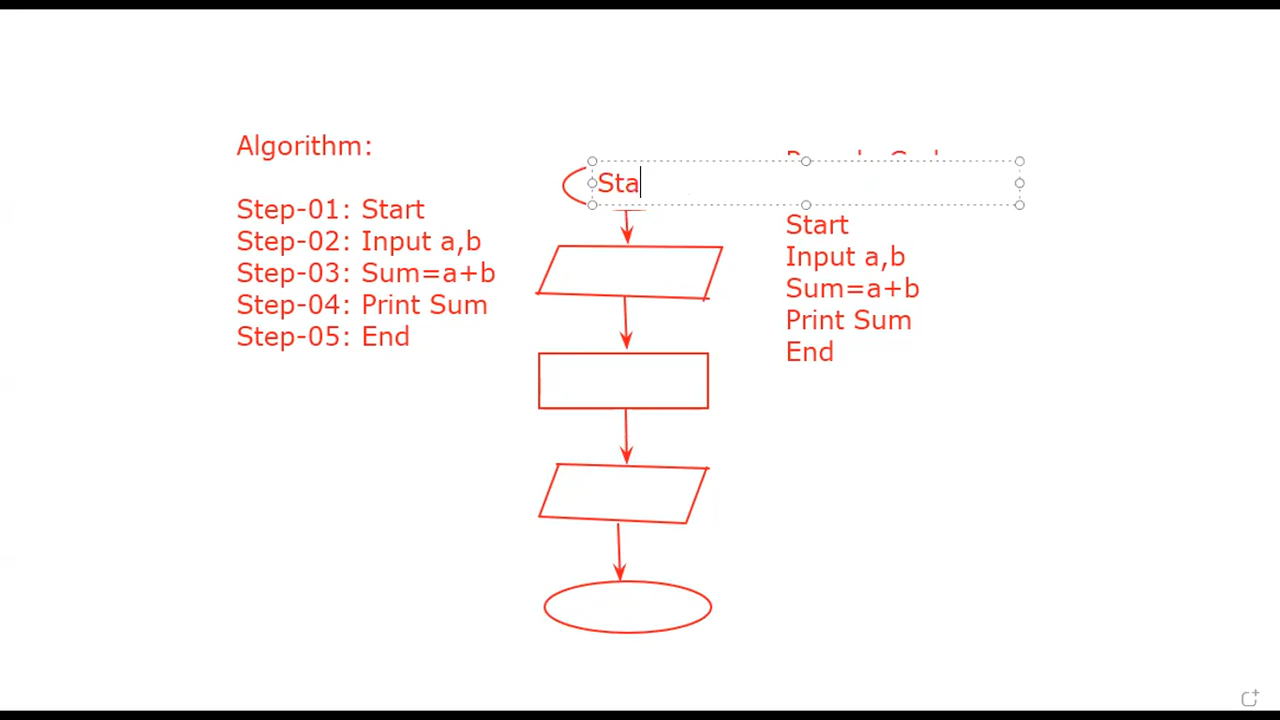 Algorithm:
Step-01: Start
Step-02: Input a,b
Step-03: Sum=a+b
Step-04: Print Sum
Step-05: End
Sta
Start
Input a,b
Sum=a+b
Print Sum
End